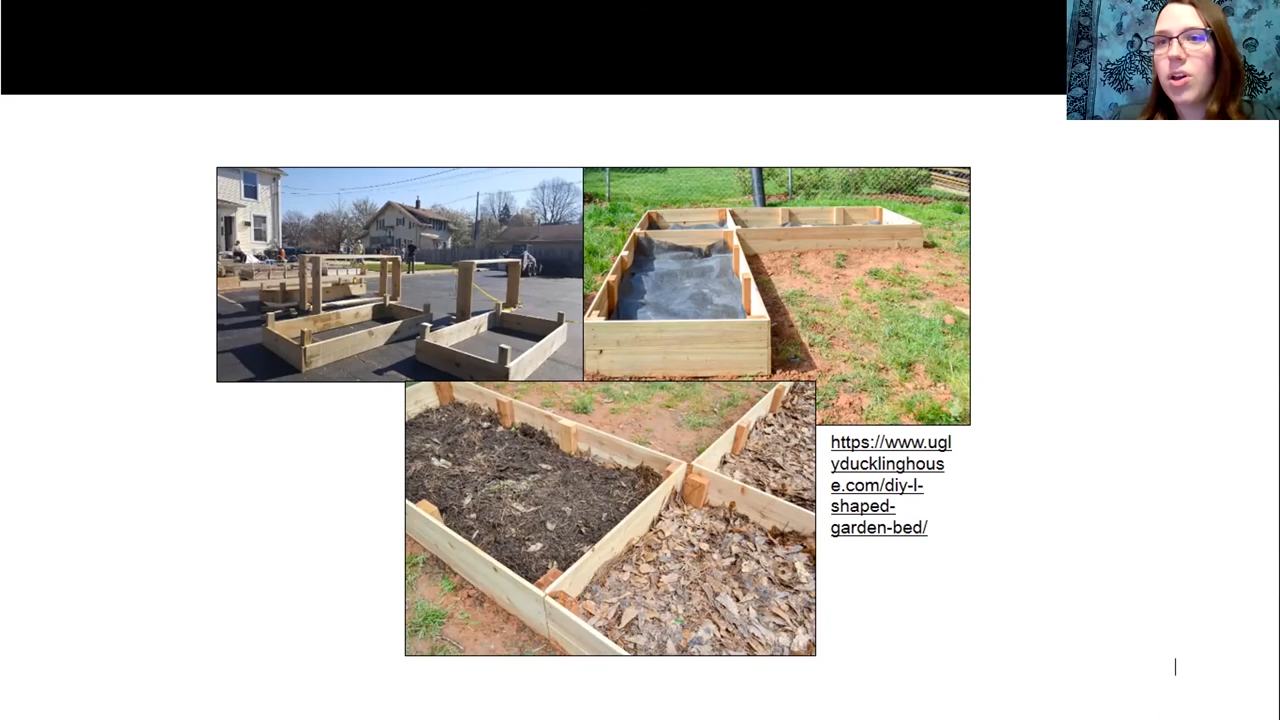 https://www.ugl
yducklinghous
e.com/diy-l-
shaped-
garden-bed/